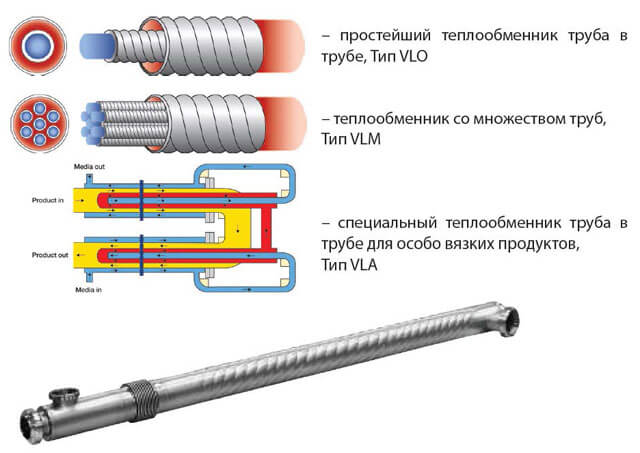 – простейший теплообменник труба в
трубе, Тип VLO
– теплообменник со множеством труб,
Тип VLM
Media out
Product in
Product out
Media in
– специальный теплообменник труба в
трубе для особо вязких продуктов,
Тип VLA